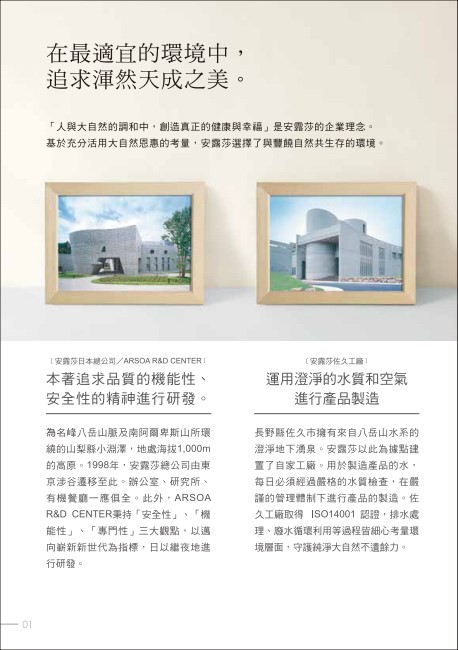 在最適宜的環境中，
追求渾然天成之美。
「人與大自然的調和中，創造真正的健康與幸福」是安露莎的企業理念。
基於充分活用大自然恩惠的考量，安露莎選擇了與豐饒自然共生存的環境。
〔安露莎日本總公司／ARSOA R&D CENTER〕
本著追求品質的機能性、
安全性的精神進行研發。
為名峰八岳山脈及南阿爾卑斯山所環
繞的山梨縣小淵澤，地處海拔1,000m
的高原。1998年，安露莎總公司由東
京涉谷遷移至此。辦公室、研究所、
有機餐廳一應俱全。此外，ARSOA
R&D CENTER秉持「安全性」、「機
能性」、「專門性」三大觀點，以邁
向嶄新新世代為指標，日以繼夜地進
行研發。
〔安露莎佐久工廠〕
運用澄淨的水質和空氣
進行產品製造
長野縣佐久市擁有來自八岳山水系的
澄淨地下湧泉。安露莎以此為據點建
置了自家工廠。用於製造產品的水，
每日必須經過嚴格的水質檢查，在嚴
謹的管理體制下進行產品的製造。佐
久工廠取得 ISO14001 認證，排水處
理、廢水循環利用等過程皆細心考量環
境層面，守護純淨大自然不遺餘力。
01